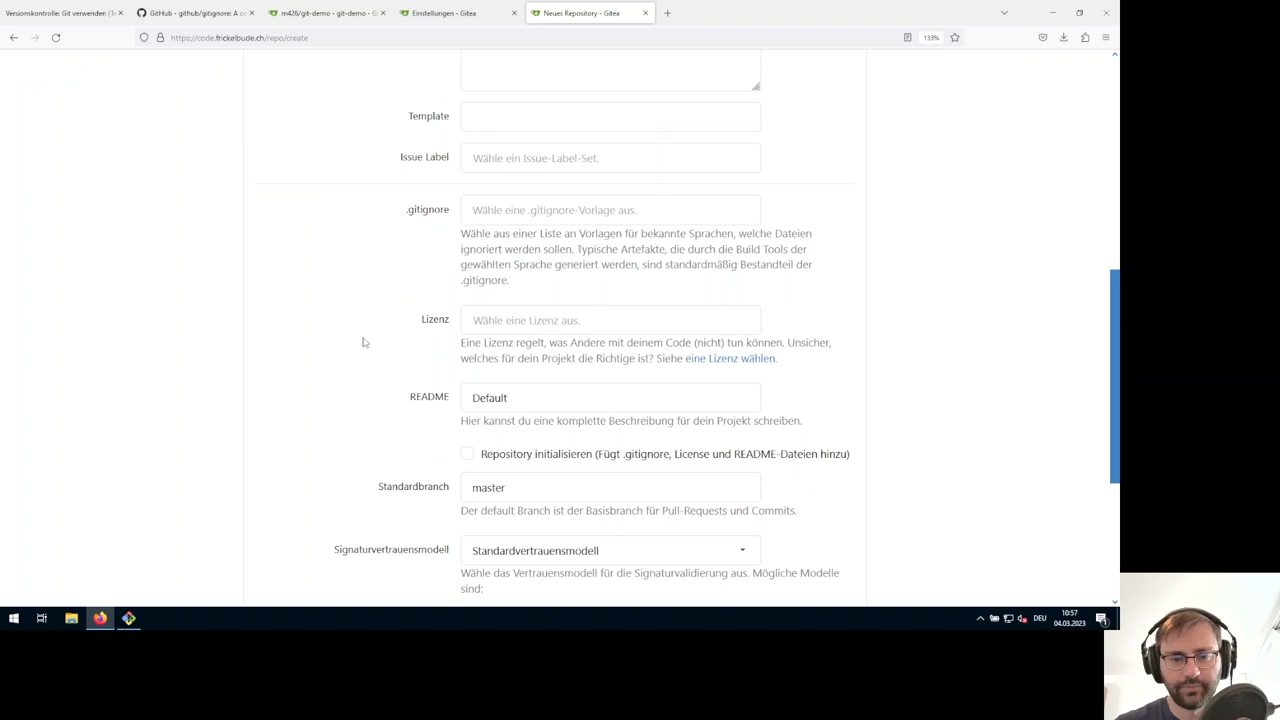 Versionskontrolle: Git verwenden (Te
GitHub - github/gitignore: A co
m426/git-demo - git-demo - G
Einstellungen - Gitea
Neues Repository - Gitea
https://code.frickelbude.ch/repo/create
133%
Template
Issue Label
Wähle ein Issue-Label-Set.
.gitignore
Wähle eine .gitignore-Vorlage aus.
Wähle aus einer Liste an Vorlagen für bekannte Sprachen, welche Dateien
ignoriert werden sollen. Typische Artefakte, die durch die Build Tools der
gewählten Sprache generiert werden, sind standardmäßig Bestandteil der
.gitignore.
Lizenz
Wähle eine Lizenz aus.
Eine Lizenz regelt, was Andere mit deinem Code (nicht) tun können. Unsicher,
welches für dein Projekt die Richtige ist? Siehe eine Lizenz wählen.
README
Default
Hier kannst du eine komplette Beschreibung für dein Projekt schreiben.
Repository initialisieren (Fügt .gitignore, License und README-Dateien hinzu)
Standardbranch
master
Der default Branch ist der Basisbranch für Pull-Requests und Commits.
Signaturvertrauensmodell
Standardvertrauensmodell
Wähle das Vertrauensmodell für die Signaturvalidierung aus. Mögliche Modelle
sind:
DEU
10:57
04.03.2023